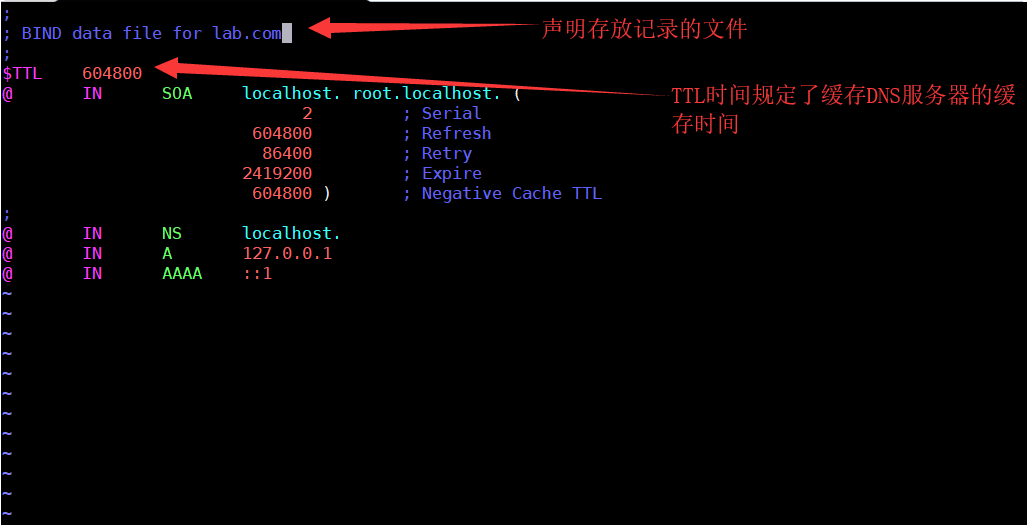 ;
; BIND data file for lab.com
声明存放记录的文件
;
$TTL 604800
@ IN SOA localhost. root.localhost. (
TTL时间规定了缓存DNS服务器的缓
存时间
2 ; Serial
604800 ; Refresh
86400 ; Retry
2419200 ; Expire
604800 ) ; Negative Cache TTL
;
@ IN NS localhost.
@ IN A 127.0.0.1
@ IN AAAA ::1
~
~
~
~
~
~
~
~
~
~
~
~